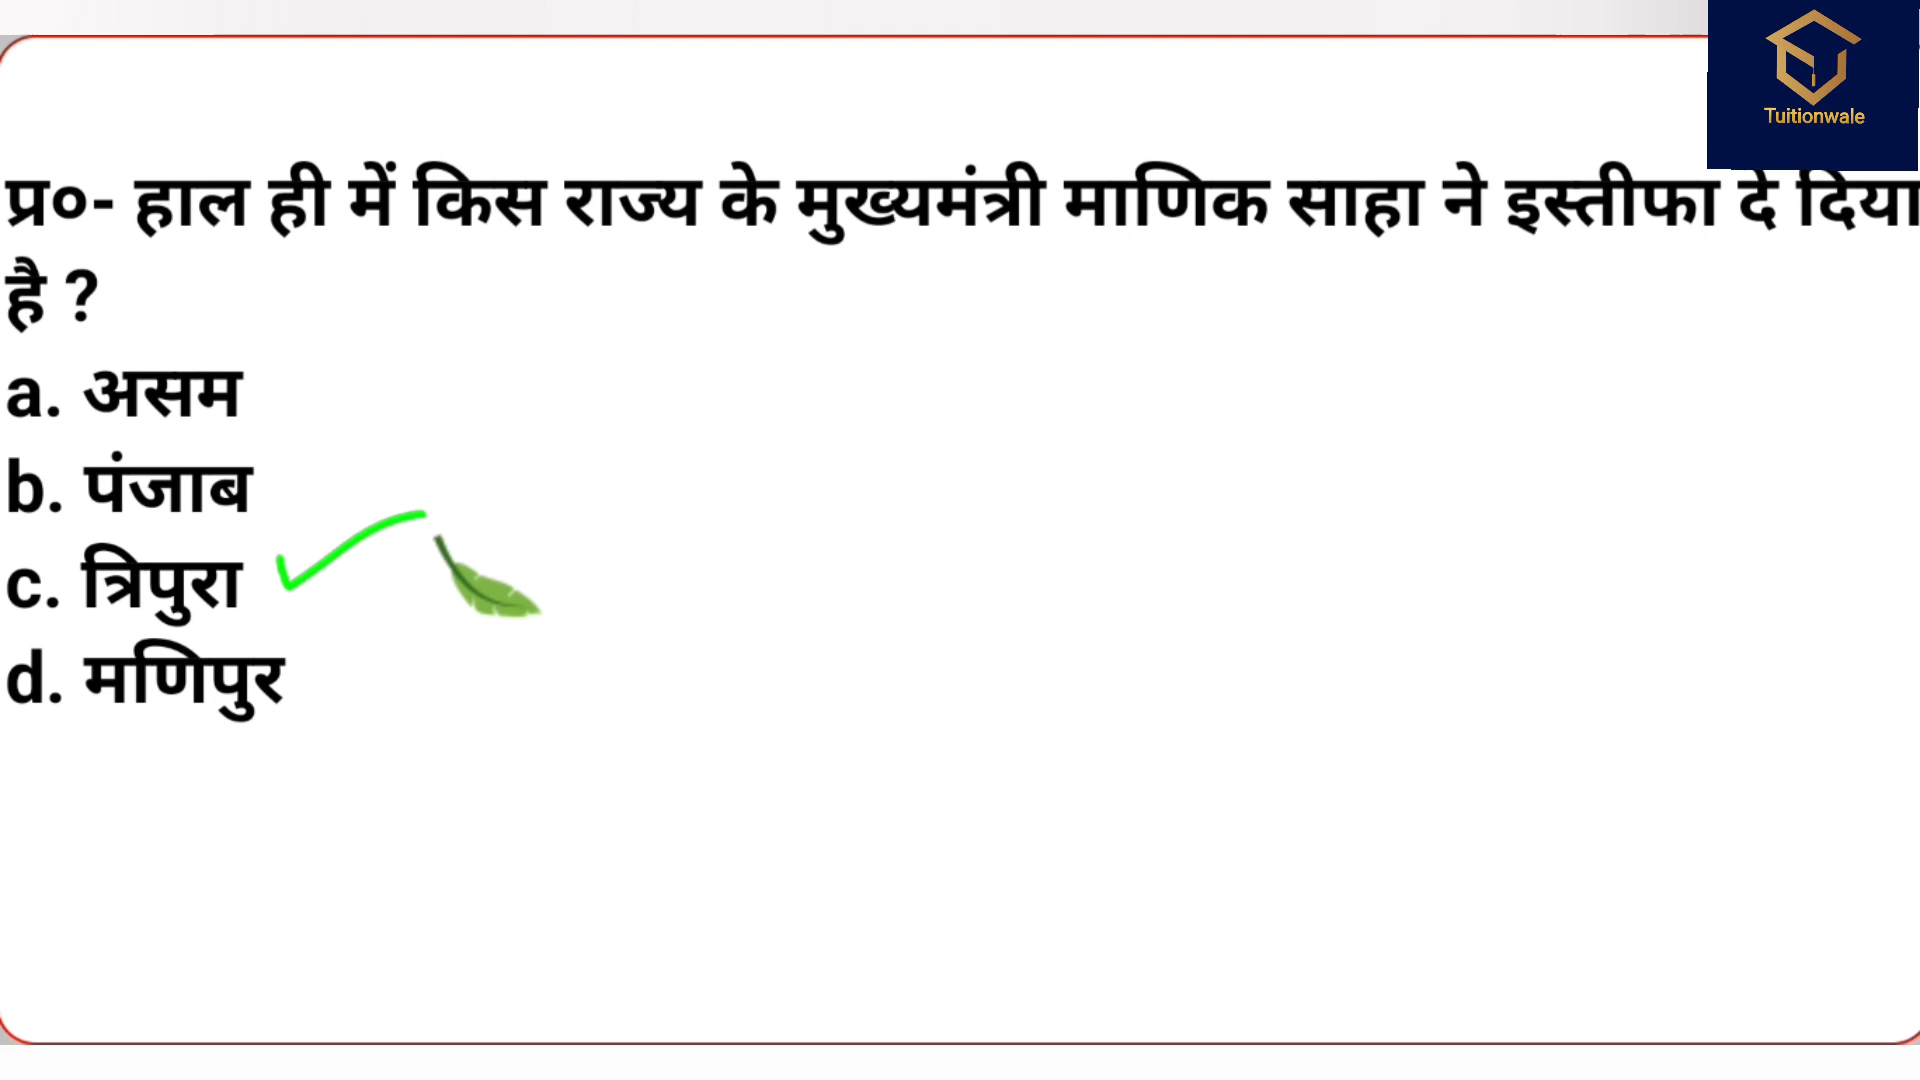 Tuitionwale
प्र०- हाल ही में किस राज्य के मुख्यमंत्री माणिक साहा ने इस्तीफा दे दिया
है ?
a. असम
b. पंजाब
c. त्रिपुरा
d. मणिपुर